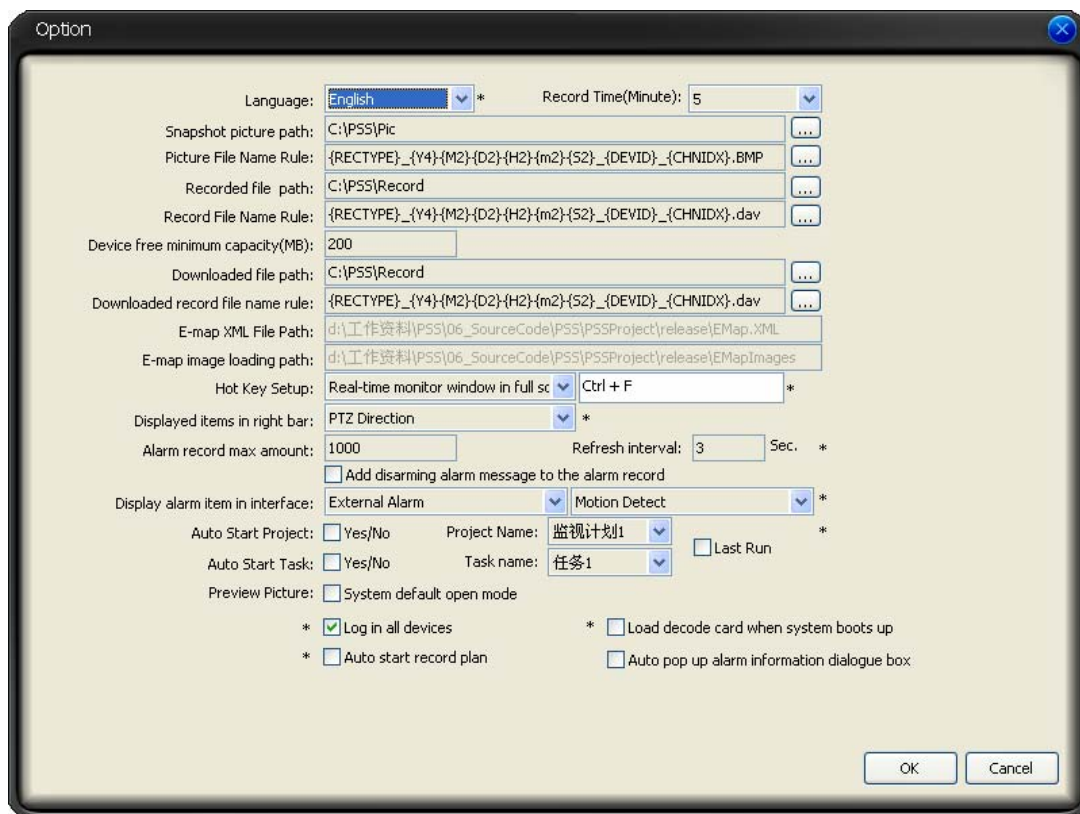 Option
Language: English * Record Time(Minute): 5
Snapshot picture path: C:\PSS\Pic ...
Picture File Name Rule: {RECTYPE}_{Y4}{M2}{D2}{H2}{m2}{S2}_{DEVID}_{CHNIDX}.BMP ...
Recorded file path: C:\PSS\Record ...
Record File Name Rule: {RECTYPE}_{Y4}{M2}{D2}{H2}{m2}{S2}_{DEVID}_{CHNIDX}.dav ...
Device free minimum capacity(MB): 200
Downloaded file path: C:\PSS\Record ...
Downloaded record file name rule: {RECTYPE}_{Y4}{M2}{D2}{H2}{m2}{S2}_{DEVID}_{CHNIDX}.dav ...
E-map XML File Path: d:\工作资料\PSS\06_SourceCode\PSS\PSSProject\release\EMap.XML
E-map image loading path: d:\工作资料\PSS\06_SourceCode\PSS\PSSProject\release\EMapImages
Hot Key Setup: Real-time monitor window in full sc Ctrl + F *
Displayed items in right bar: PTZ Direction *
Alarm record max amount: 1000 Refresh interval: 3 Sec. *
Add disarming alarm message to the alarm record
Display alarm item in interface: External Alarm Motion Detect *
Auto Start Project: Yes/No Project Name: 监视计划1 *
Last Run
Auto Start Task: Yes/No Task name: 任务1
Preview Picture: System default open mode
* Log in all devices * Load decode card when system boots up
* Auto start record plan Auto pop up alarm information dialogue box
OK Cancel